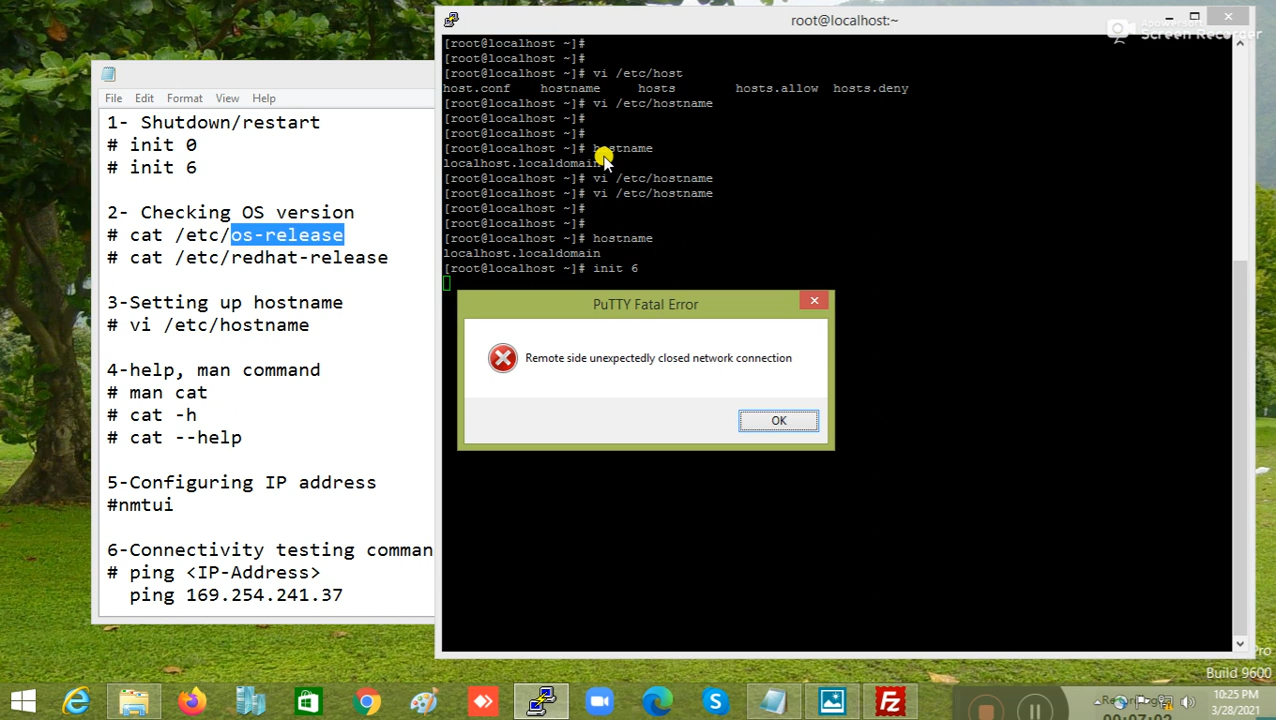 root@localhost:~
Apowersoft
Screen Recorder
File Edit Format View Help
1- Shutdown/restart
# init 0
# init 6
2- Checking OS version
# cat /etc/os-release
# cat /etc/redhat-release
3-Setting up hostname
# vi /etc/hostname
4-help, man command
# man cat
# cat -h
# cat --help
5-Configuring IP address
#nmtui
6-Connectivity testing comman
# ping <IP-Address>
ping 169.254.241.37
[root@localhost ~]#
[root@localhost ~]#
[root@localhost ~]# vi /etc/host
host.conf hostname hosts hosts.allow hosts.deny
[root@localhost ~]# vi /etc/hostname
[root@localhost ~]#
[root@localhost ~]#
[root@localhost ~]# hostname
localhost.localdomain
[root@localhost ~]# vi /etc/hostname
[root@localhost ~]# vi /etc/hostname
[root@localhost ~]#
[root@localhost ~]#
[root@localhost ~]# hostname
localhost.localdomain
[root@localhost ~]# init 6
PuTTY Fatal Error
Remote side unexpectedly closed network connection
OK
Pro
Build 9600
10:25 PM
3/28/2021